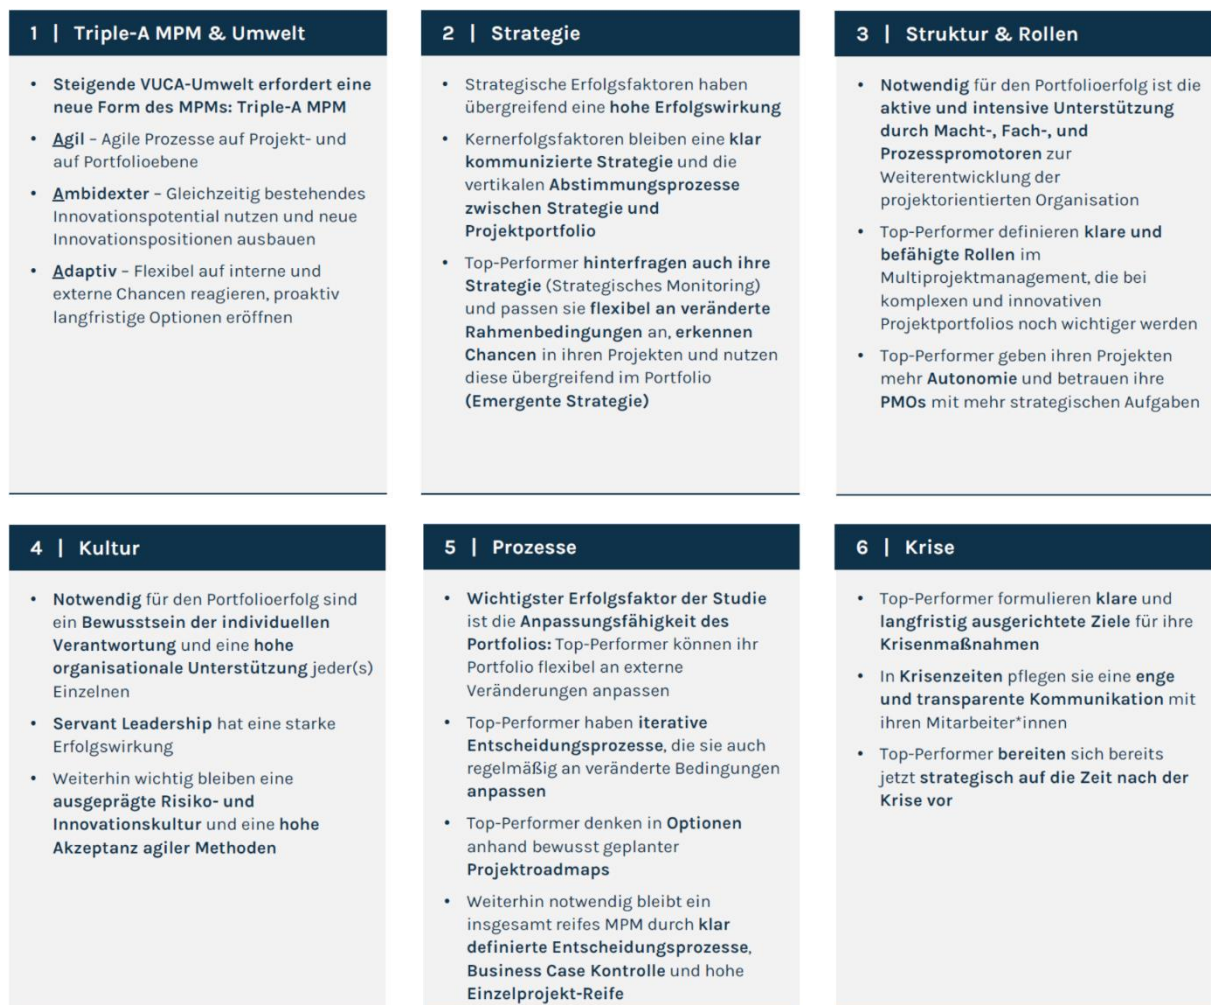 1 | Triple-A MPM & Umwelt
• Steigende VUCA-Umwelt erfordert eine
neue Form des MPMs: Triple-A MPM
• Agil – Agile Prozesse auf Projekt- und
auf Portfolioebene
• Ambidexter – Gleichzeitig bestehendes
Innovationspotential nutzen und neue
Innovationspositionen ausbauen
• Adaptiv – Flexibel auf interne und
externe Chancen reagieren, proaktiv
langfristige Optionen eröffnen
2 | Strategie
• Strategische Erfolgsfaktoren haben
übergreifend eine hohe Erfolgswirkung
• Kernerfolgsfaktoren bleiben eine klar
kommunizierte Strategie und die
vertikalen Abstimmungsprozesse
zwischen Strategie und
Projektportfolio
• Top-Performer hinterfragen auch ihre
Strategie (Strategisches Monitoring)
und passen sie flexibel an veränderte
Rahmenbedingungen an, erkennen
Chancen in ihren Projekten und nutzen
diese übergreifend im Portfolio
(Emergente Strategie)
3 | Struktur & Rollen
• Notwendig für den Portfolioerfolg ist die
aktive und intensive Unterstützung
durch Macht-, Fach-, und
Prozesspromotoren zur
Weiterentwicklung der
projektorientierten Organisation
• Top-Performer definieren klare und
befähigte Rollen im
Multiprojektmanagement, die bei
komplexen und innovativen
Projektportfolios noch wichtiger werden
• Top-Performer geben ihren Projekten
mehr Autonomie und betrauen ihre
PMOs mit mehr strategischen Aufgaben
4 | Kultur
• Notwendig für den Portfolioerfolg sind
ein Bewusstsein der individuellen
Verantwortung und eine hohe
organisationale Unterstützung jeder(s)
Einzelnen
• Servant Leadership hat eine starke
Erfolgswirkung
• Weiterhin wichtig bleiben eine
ausgeprägte Risiko- und
Innovationskultur und eine hohe
Akzeptanz agiler Methoden
5 | Prozesse
• Wichtigster Erfolgsfaktor der Studie
ist die Anpassungsfähigkeit des
Portfolios: Top-Performer können ihr
Portfolio flexibel an externe
Veränderungen anpassen
• Top-Performer haben iterative
Entscheidungsprozesse, die sie auch
regelmäßig an veränderte Bedingungen
anpassen
• Top-Performer denken in Optionen
anhand bewusst geplanter
Projektroadmaps
• Weiterhin notwendig bleibt ein
insgesamt reifes MPM durch klar
definierte Entscheidungsprozesse,
Business Case Kontrolle und hohe
Einzelprojekt-Reife
6 | Krise
• Top-Performer formulieren klare und
langfristig ausgerichtete Ziele für ihre
Krisenmaßnahmen
• In Krisenzeiten pflegen sie eine enge
und transparente Kommunikation mit
ihren Mitarbeiter*innen
• Top-Performer bereiten sich bereits
jetzt strategisch auf die Zeit nach der
Krise vor